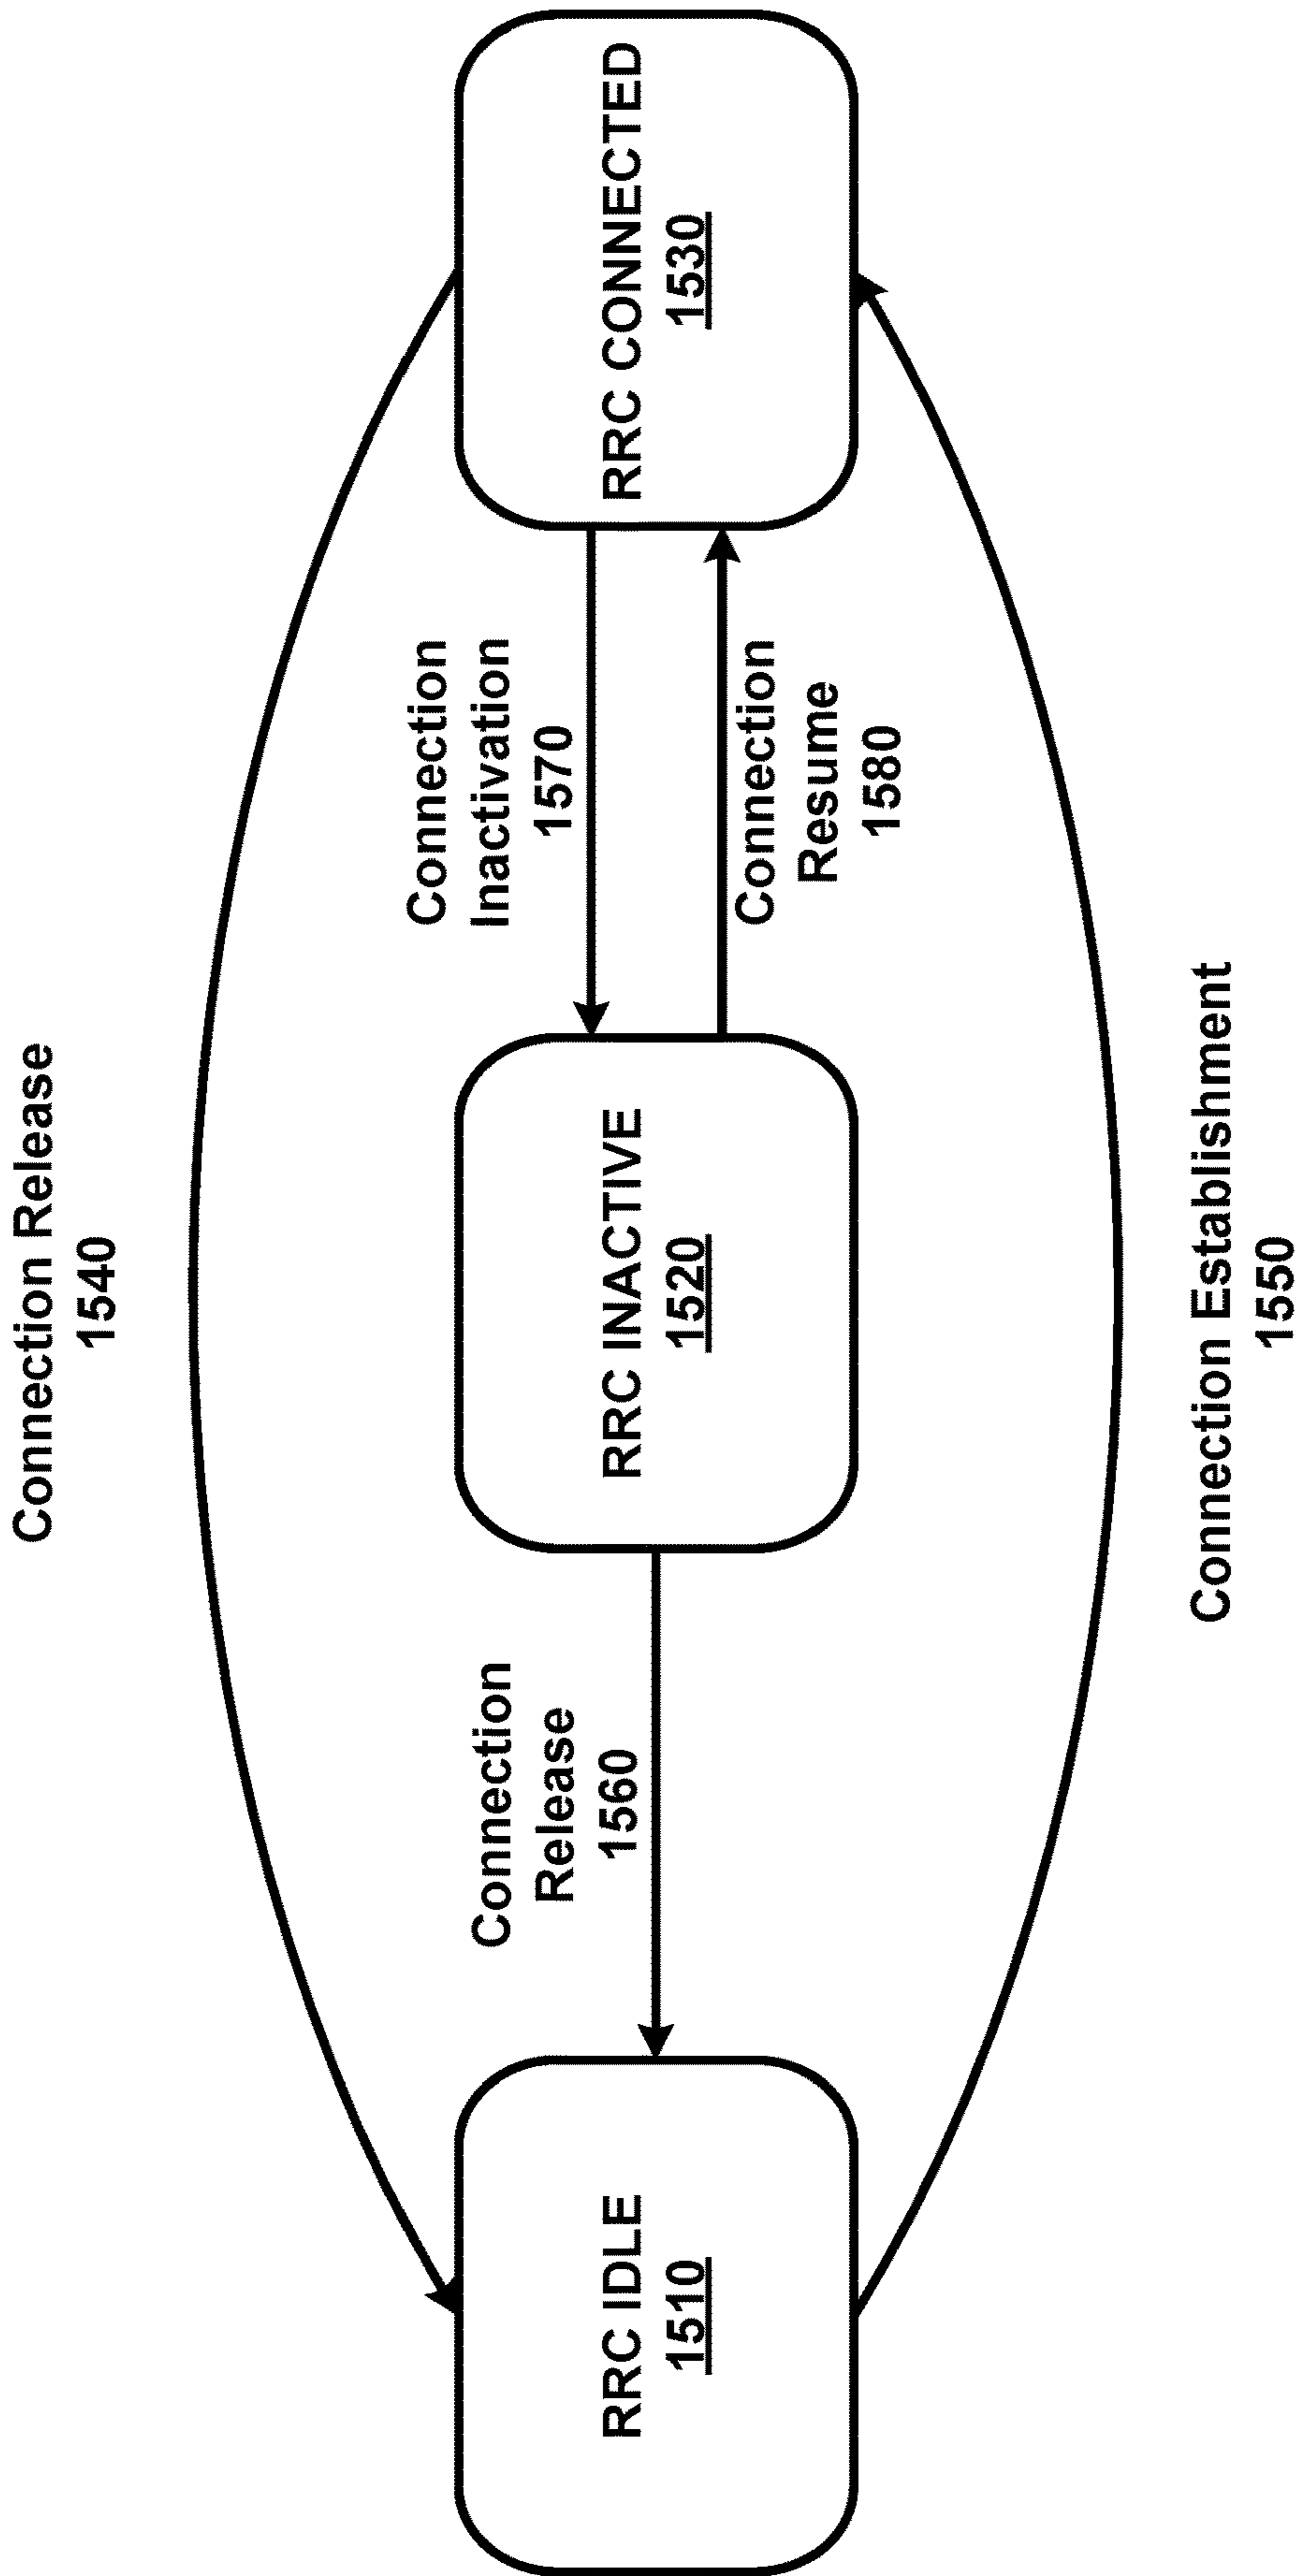 Connection Release
1540
RRC IDLE
1510
Connection
Release
1560
RRC INACTIVE
1520
Connection
Inactivation
1570
Connection
Resume
1580
RRC CONNECTED
1530
Connection Establishment
1550